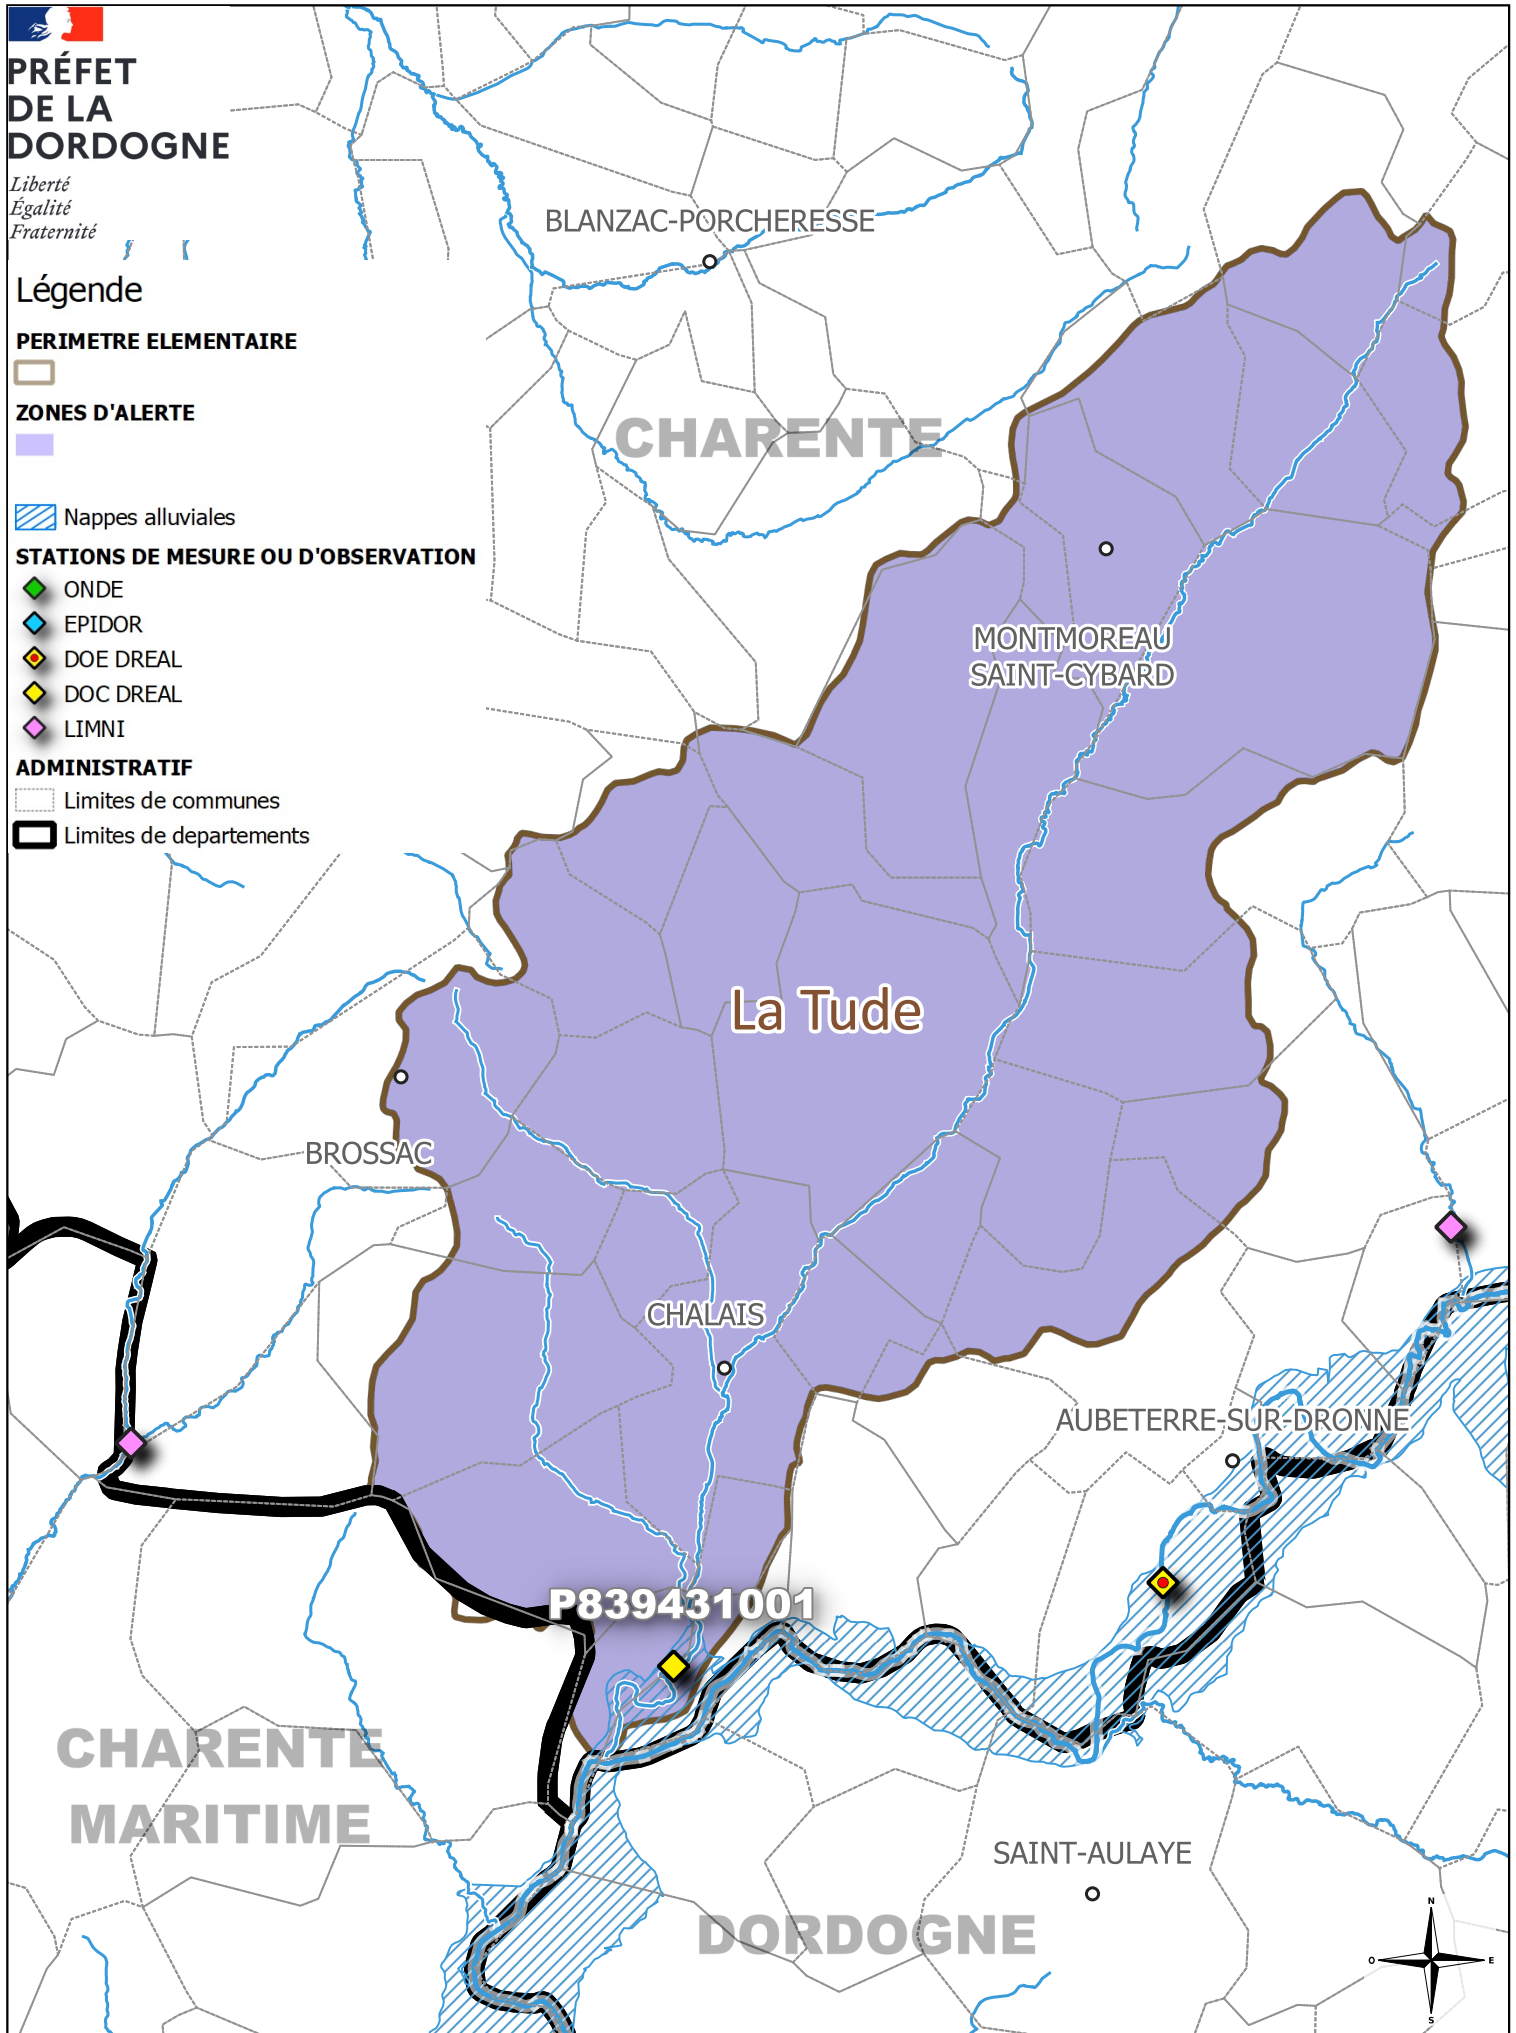 PRÉFET
DE LA
DORDOGNE
Liberté
Égalité
Fraternité
Légende
PERIMETRE ELEMENTAIRE
ZONES D'ALERTE
Nappes alluviales
STATIONS DE MESURE OU D'OBSERVATION
ONDE
EPIDOR
DOE DREAL
DOC DREAL
LIMNI
ADMINISTRATIF
Limites de communes
Limites de departements
BLANZAC-PORCHERESSE
CHARENTE
MONTMOREAU
SAINT-CYBARD
La Tude
BROSSAC
CHALAIS
AUBETERRE-SUR-DRONNE
P839431001
CHARENTE
MARITIME
SAINT-AULAYE
DORDOGNE
N
O
E
S